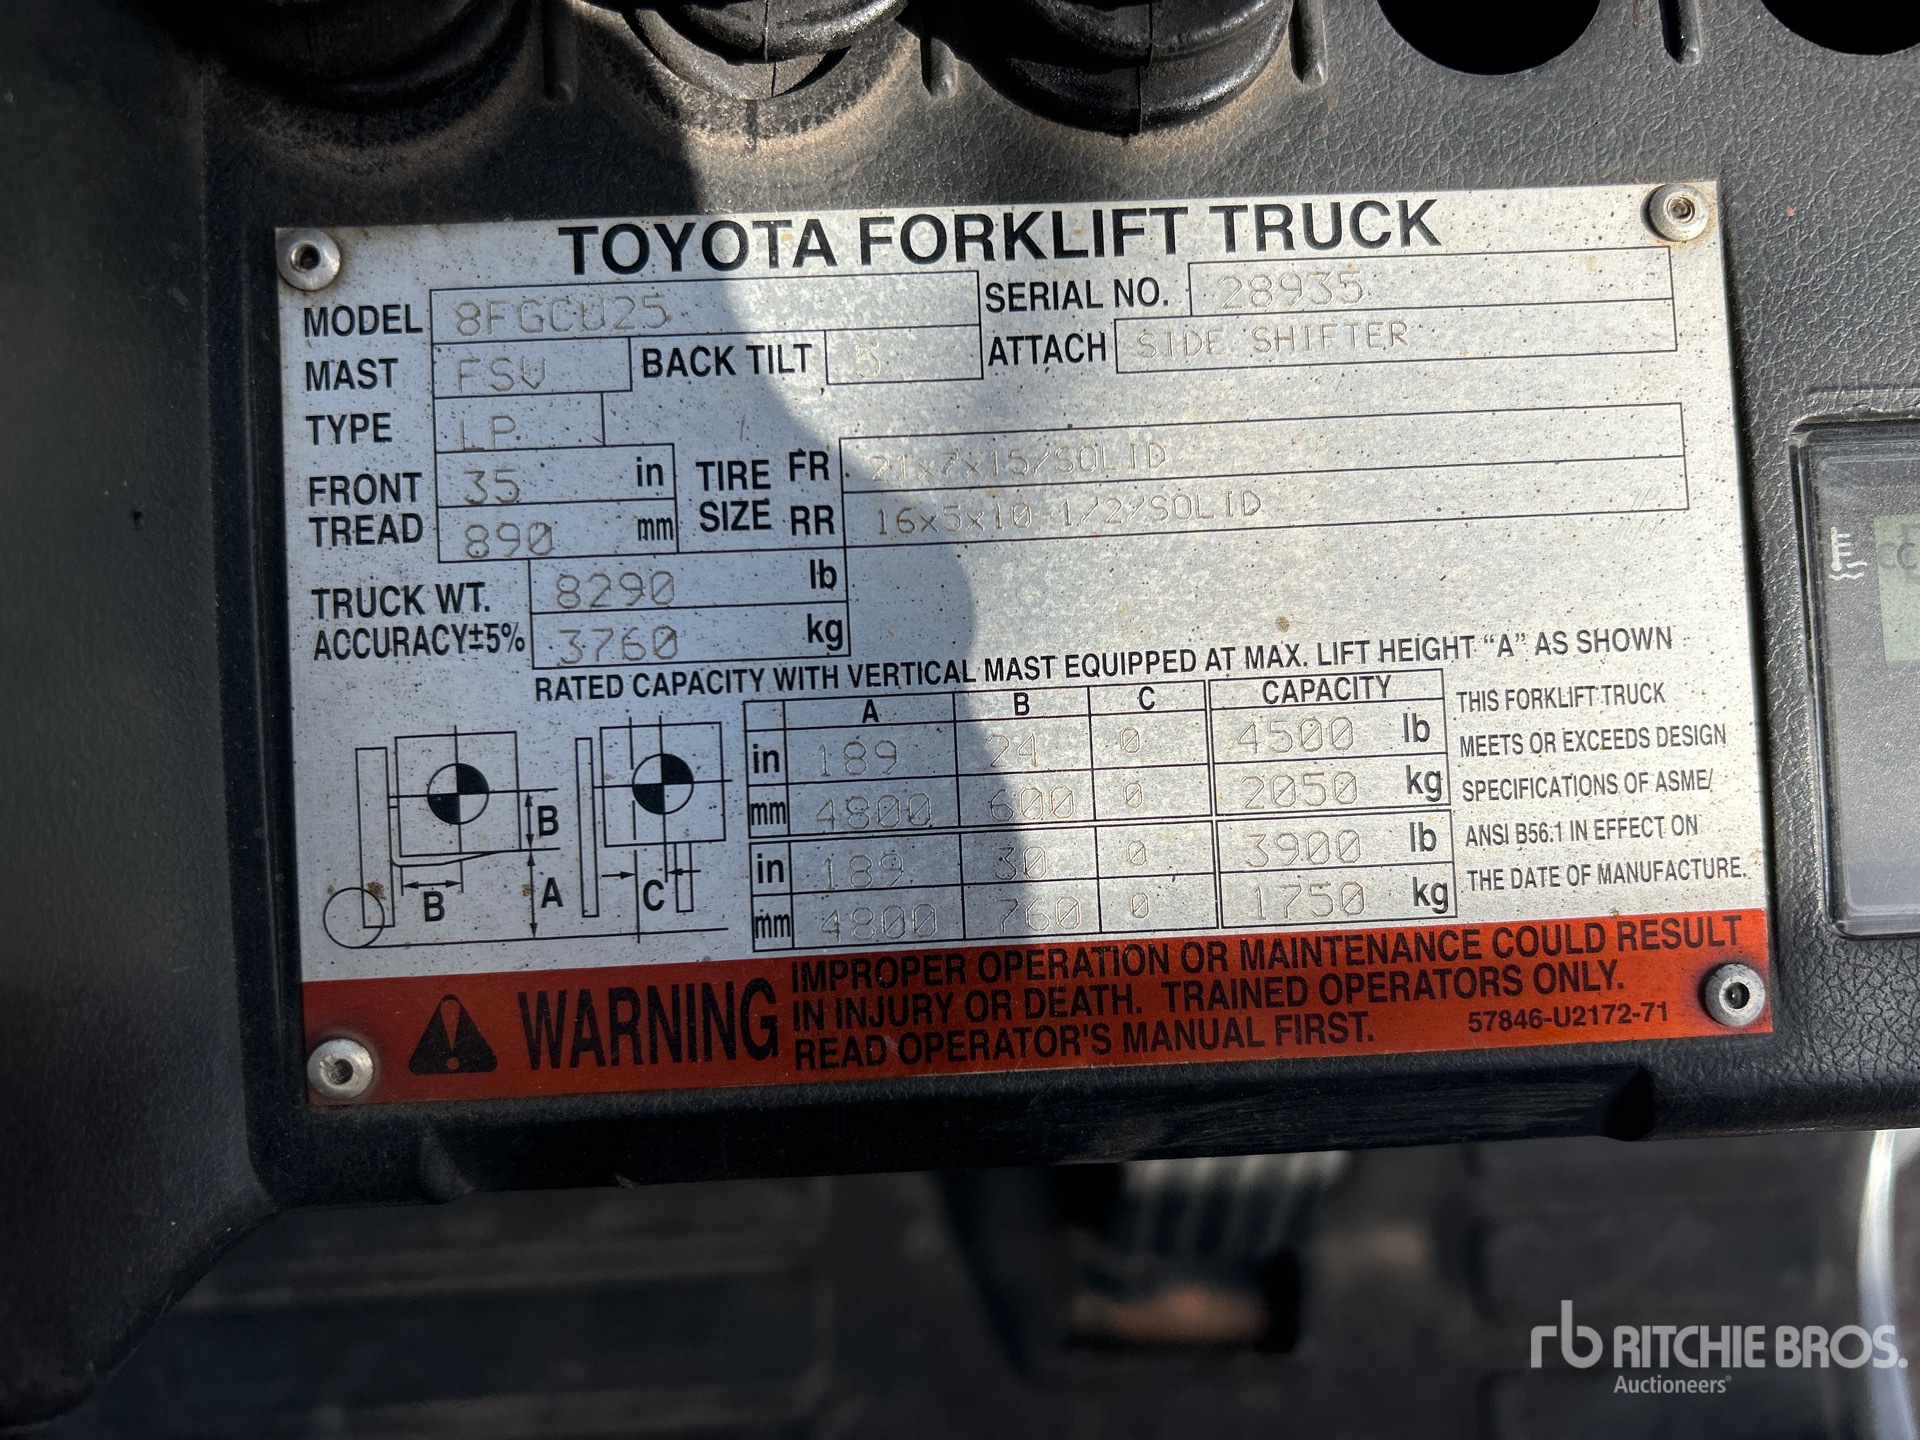 TOYOTA FORKLIFT TRUCK
MODEL 8FGCU25 SERIAL NO. 28935
MAST FSV BACK TILT 5 ATTACH SIDE SHIFTER
TYPE LP
FRONT TREAD 35 in TIRE SIZE FR 21x7x15/SOLID
890 mm RR 16x5x10-1/2/SOLID
TRUCK WT. 8290 lb
ACCURACY±5% 3760 kg
RATED CAPACITY WITH VERTICAL MAST EQUIPPED AT MAX. LIFT HEIGHT "A" AS SHOWN
A B C CAPACITY
in 189 24 0 4500 lb
mm 4800 600 0 2050 kg
in 189 30 0 3900 lb
mm 4800 760 0 1750 kg
THIS FORKLIFT TRUCK
MEETS OR EXCEEDS DESIGN
SPECIFICATIONS OF ASME/
ANSI B56.1 IN EFFECT ON
THE DATE OF MANUFACTURE.
B
B A C
WARNING
IMPROPER OPERATION OR MAINTENANCE COULD RESULT
IN INJURY OR DEATH. TRAINED OPERATORS ONLY.
READ OPERATOR'S MANUAL FIRST. 57846-U2172-71
rb RITCHIE BROS.
Auctioneers